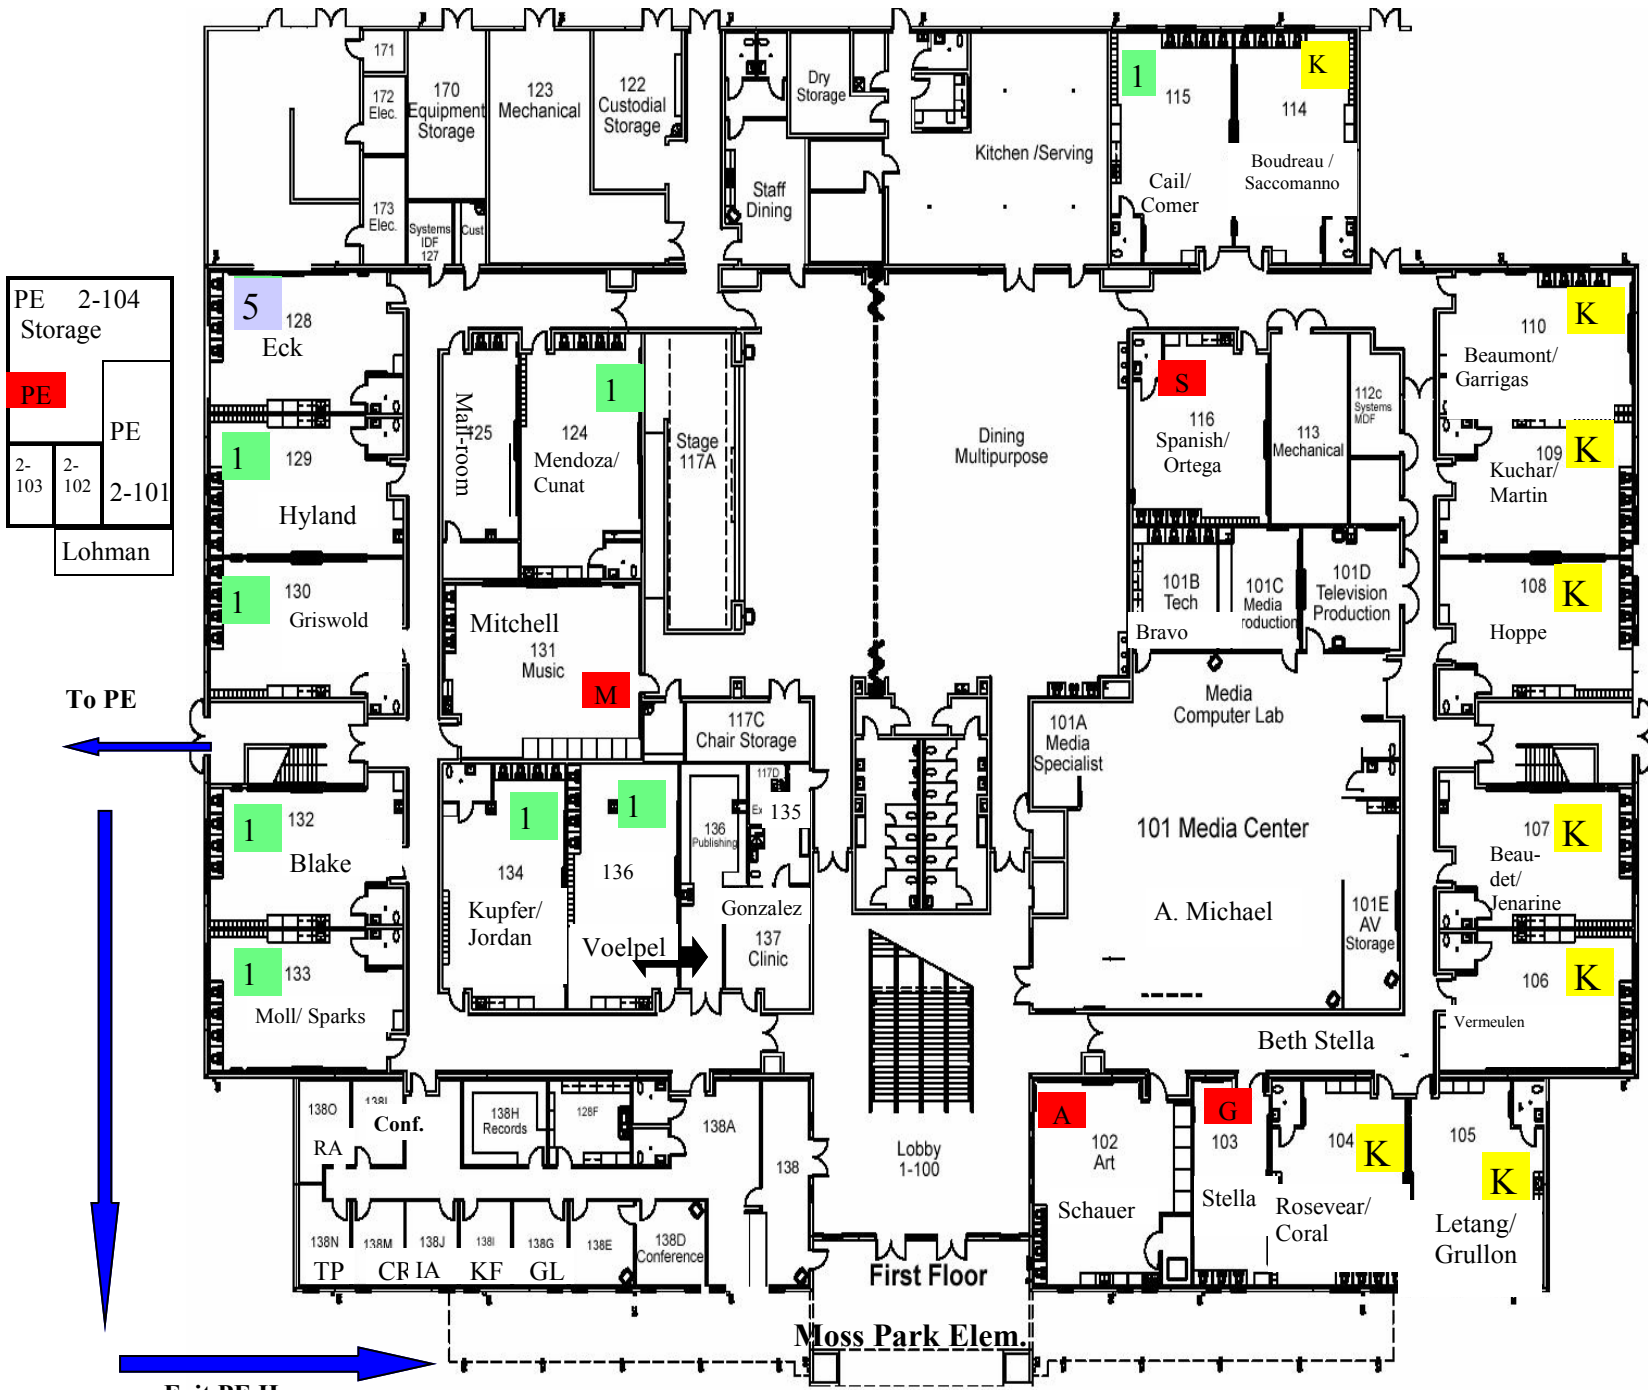 171
172
Elec.
170
Equipment
Storage
123
Mechanical
122
Custodial
Storage
Dry
Storage
Kitchen /Serving
1
115
Cail/
Comer
K
114
Boudreau /
Saccomanno
173
Elec.
Systems
IDF
127
Cust
Staff
Dining
PE 2-104
Storage
PE
PE
2-101
2-
103
2-
102
Lohman
5
128
Eck
1
129
Hyland
1
130
Griswold
Mail-room
125
1
124
Mendoza/
Cunat
Stage
117A
Dining
Multipurpose
S
116
Spanish/
Ortega
113
Mechanical
112c
Systems
MDF
K
110
Beaumont/
Garrigas
K
109
Kuchar/
Martin
K
108
Hoppe
101B
Tech
Bravo
101C
Media
roduction
101D
Television
Production
Mitchell
131
Music
M
To PE
117C
Chair Storage
101A
Media
Specialist
Media
Computer Lab
101 Media Center
A. Michael
101E
AV
Storage
1
132
Blake
1
133
Moll/ Sparks
1
134
Kupfer/
Jordan
1
136
Voelpel
136
Publishing
117D
Ex
135
Gonzalez
137
Clinic
K
107
Beau-
det/
Jenarine
K
106
Vermeulen
Beth Stella
138O
RA
138L
Conf.
138H
Records
128F
138A
138
Lobby
1-100
A
102
Art
Schauer
G
103
Stella
104
K
Rosevear/
Coral
105
K
Letang/
Grullon
138N
TP
138M
CR
138J
IA
138I
KF
138G
GL
138E
138D
Conference
First Floor
Moss Park Elem.